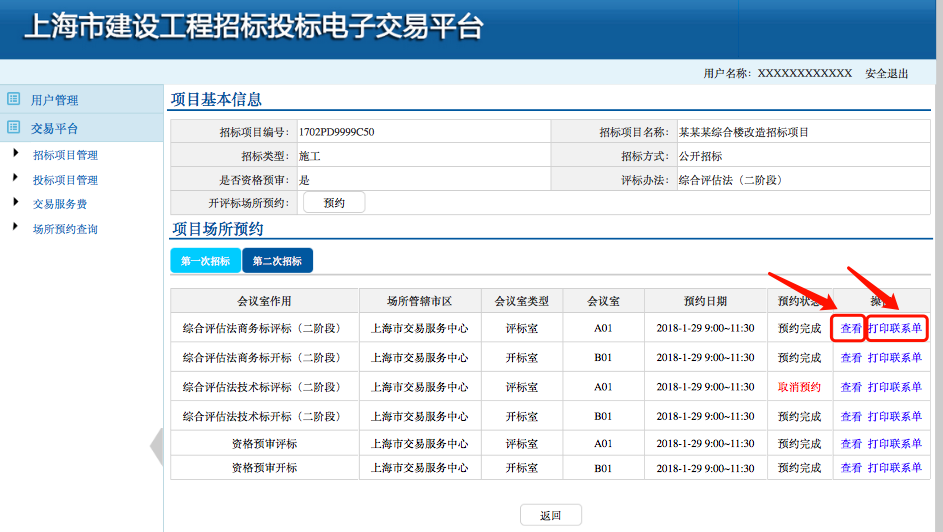 上海市建设工程招标投标电子交易平台
用户名称： XXXXXXXXXXXX 安全退出
用户管理
交易平台
招标项目管理
投标项目管理
交易服务费
场所预约查询
项目基本信息
招标项目编号： 1702PD9999C50 招标项目名称： 某某某综合楼改造招标项目
招标类型： 施工 招标方式： 公开招标
是否资格预审： 是 评标办法： 综合评估法（二阶段）
开评标场所预约： 预约
项目场所预约
第一次招标 第二次招标
会议室作用 场所管辖市区 会议室类型 会议室 预约日期 预约状态 操
综合评估法商务标评标（二阶段） 上海市交易服务中心 评标室 A01 2018-1-29 9:00~11:30 预约完成 查看 打印联系单
综合评估法商务标开标（二阶段） 上海市交易服务中心 开标室 B01 2018-1-29 9:00~11:30 预约完成 查看 打印联系单
综合评估法技术标评标（二阶段） 上海市交易服务中心 评标室 A01 2018-1-29 9:00~11:30 取消预约 查看 打印联系单
综合评估法技术标开标（二阶段） 上海市交易服务中心 开标室 B01 2018-1-29 9:00~11:30 预约完成 查看 打印联系单
资格预审评标 上海市交易服务中心 评标室 A01 2018-1-29 9:00~11:30 预约完成 查看 打印联系单
资格预审开标 上海市交易服务中心 开标室 B01 2018-1-29 9:00~11:30 预约完成 查看 打印联系单
返回